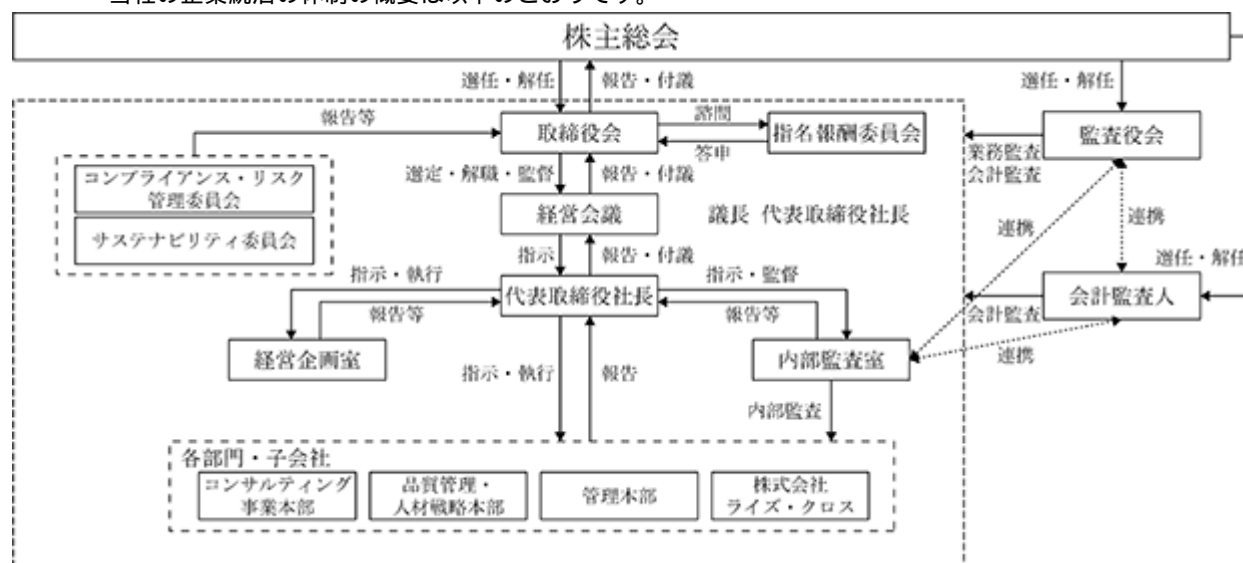 当社の企業統治の体制の概要は以下のとおりです。
株主総会
選任・解任
報告・付議
選任・解任
報告等
取締役会
諮問
答申
指名報酬委員会
業務監査
会計監査
監査役会
コンプライアンス・リスク
管理委員会
サステナビリティ委員会
選定・解職・監督
報告・付議
経営会議
議長 代表取締役社長
連携
連携
指示
報告・付議
選任・解任
指示・執行
報告等
代表取締役社長
指示・監督
報告等
会計監査
会計監査人
連携
経営企画室
指示・執行
報告
内部監査室
内部監査
各部門・子会社
コンサルティング
事業本部
品質管理・
人材戦略本部
管理本部
株式会社
ライズ・クロス